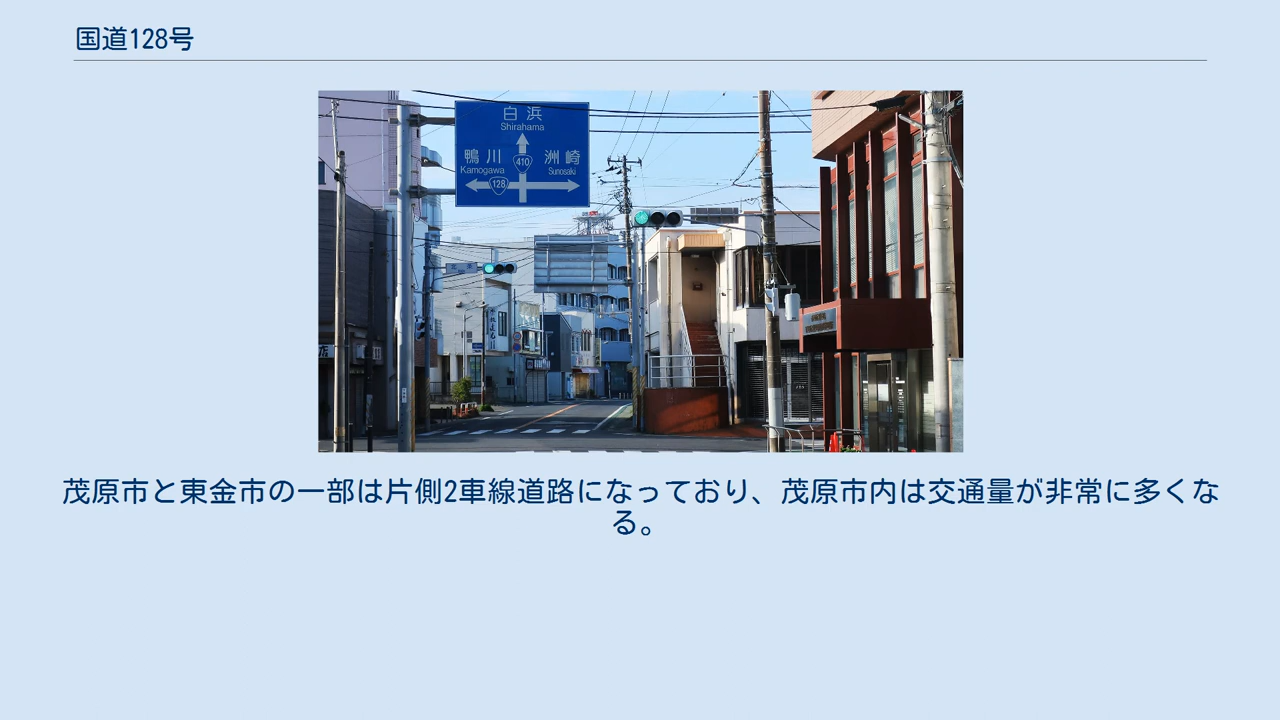 国道128号
白浜
Shirahama
鴨川 410 洲崎
Kamogawa Sunosaki
128
茂原市と東金市の一部は片側2車線道路になっており、茂原市内は交通量が非常に多くな
る。